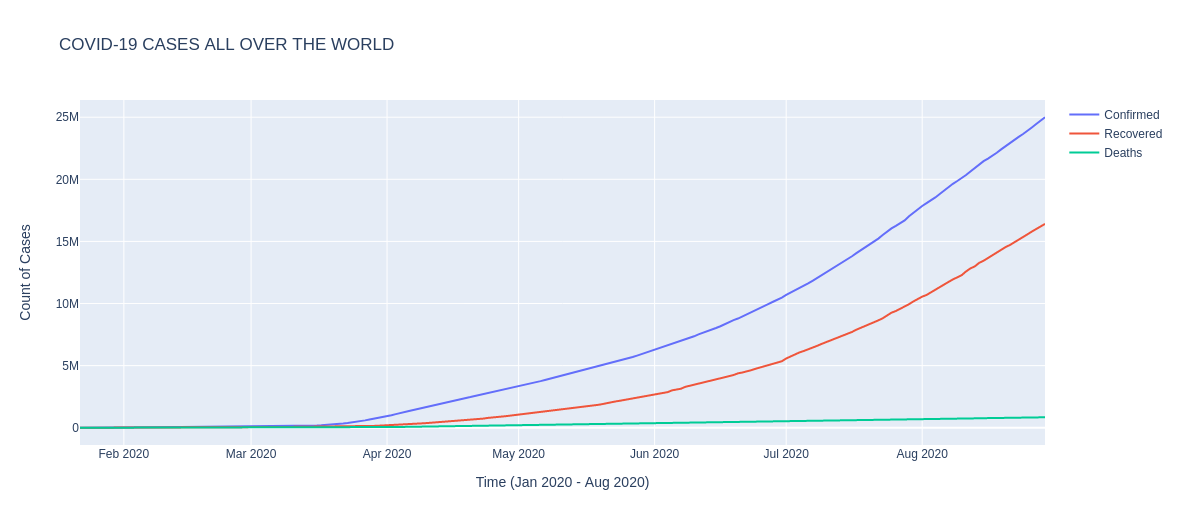 COVID-19 CASES ALL OVER THE WORLD
Confirmed
Recovered
Deaths
25M
20M
15M
10M
5M
0
Count of Cases
Feb 2020
Mar 2020
Apr 2020
May 2020
Jun 2020
Jul 2020
Aug 2020
Time (Jan 2020 - Aug 2020)